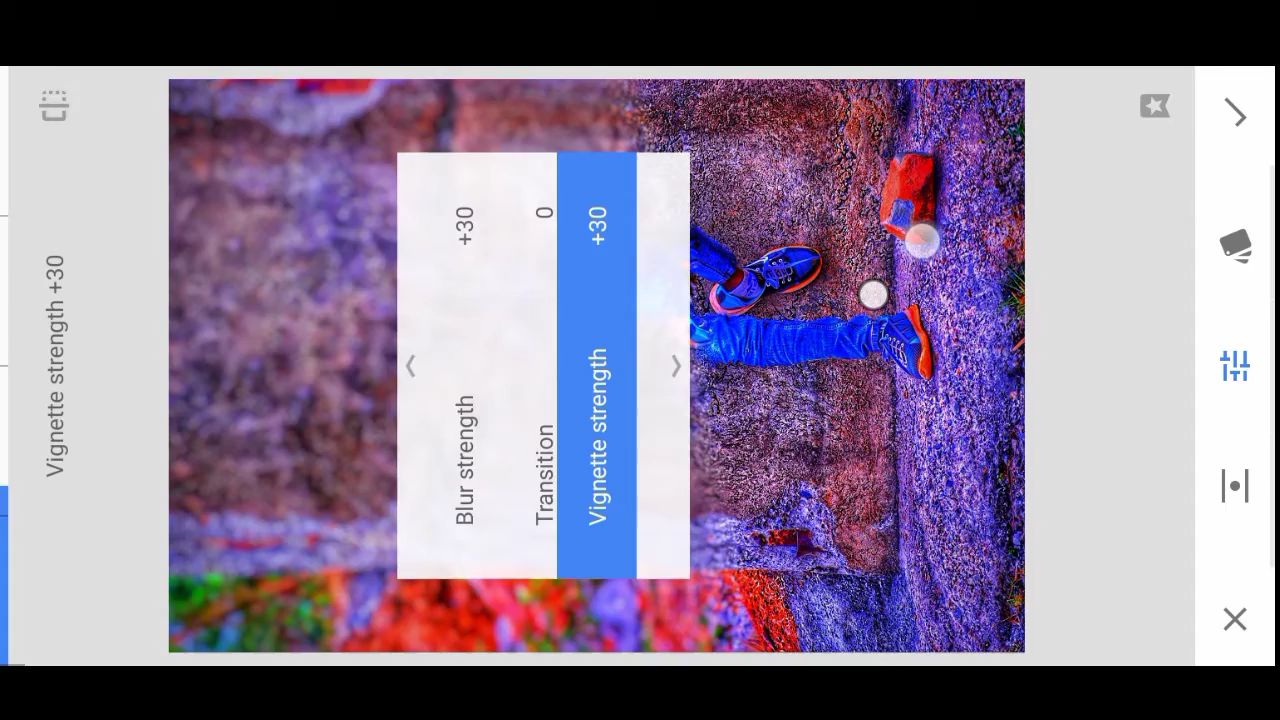 Vignette strength +30
Blur strength +30
Transition 0
Vignette strength +30